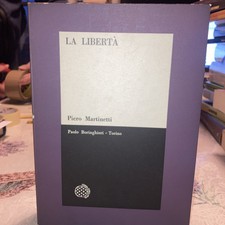 LA LIBERTÀ
Piero Martinetti
Paolo Boringhieri - Torino